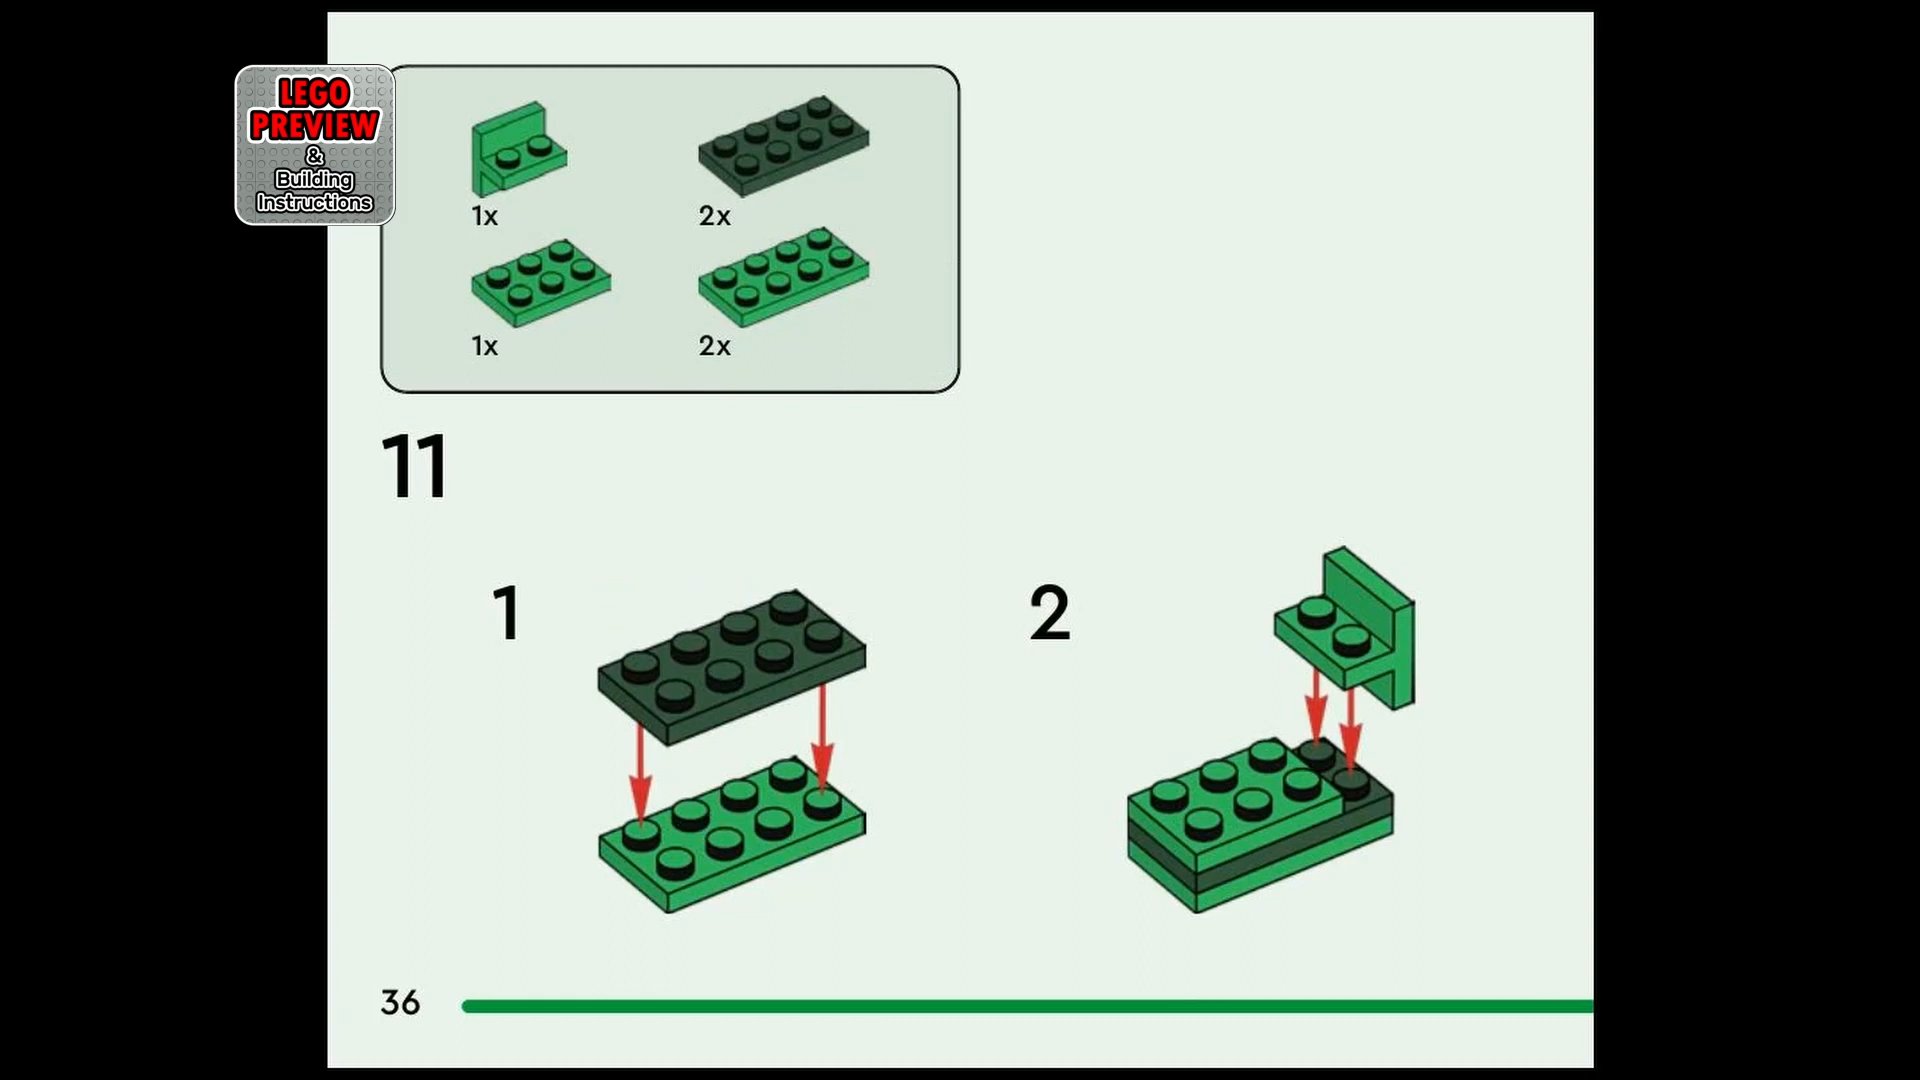 LEGO
PREVIEW
&
Building
Instructions
1x
2x
1x
2x
11
1
2
36